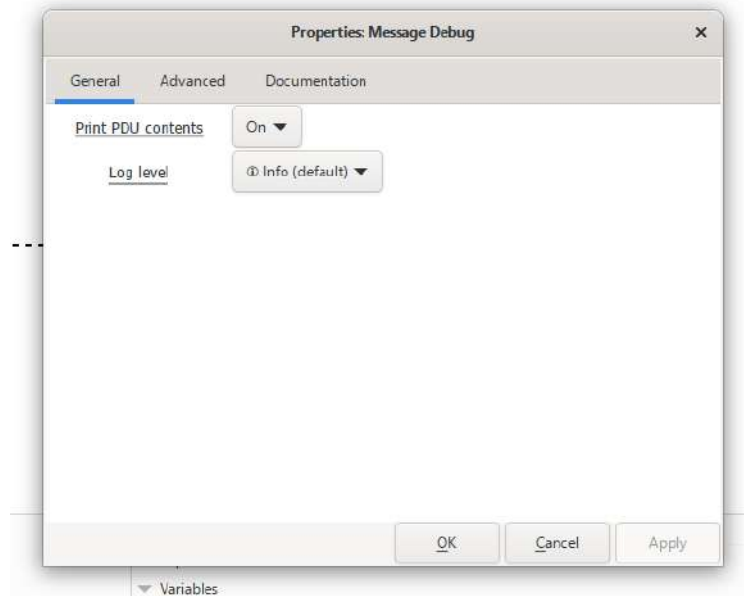 Properties: Message Debug ×
General Advanced Documentation
Print PDU contents On
Log level Info (default)
OK Cancel Apply
Variables